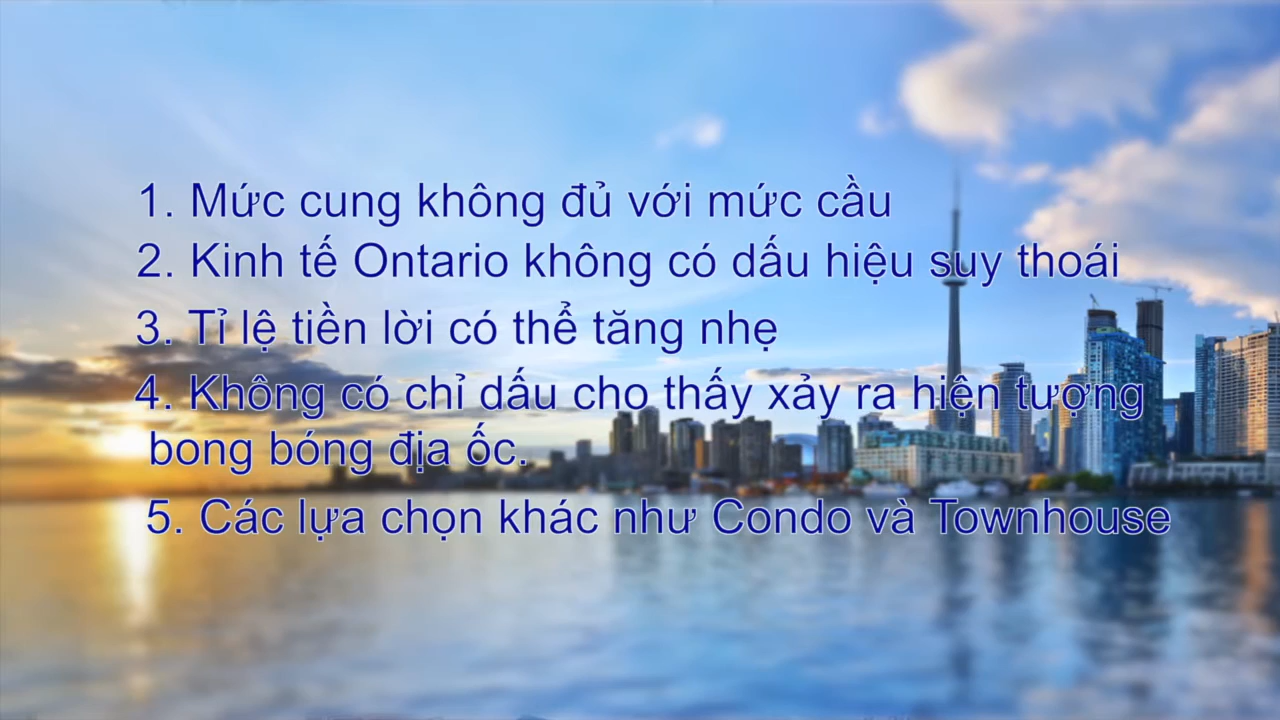 1. Mức cung không đủ với mức cầu
2. Kinh tế Ontario không có dấu hiệu suy thoái
3. Tỉ lệ tiền lời có thể tăng nhẹ
4. Không có chỉ dấu cho thấy xảy ra hiện tượng
bong bóng địa ốc.
5. Các lựa chọn khác như Condo và Townhouse